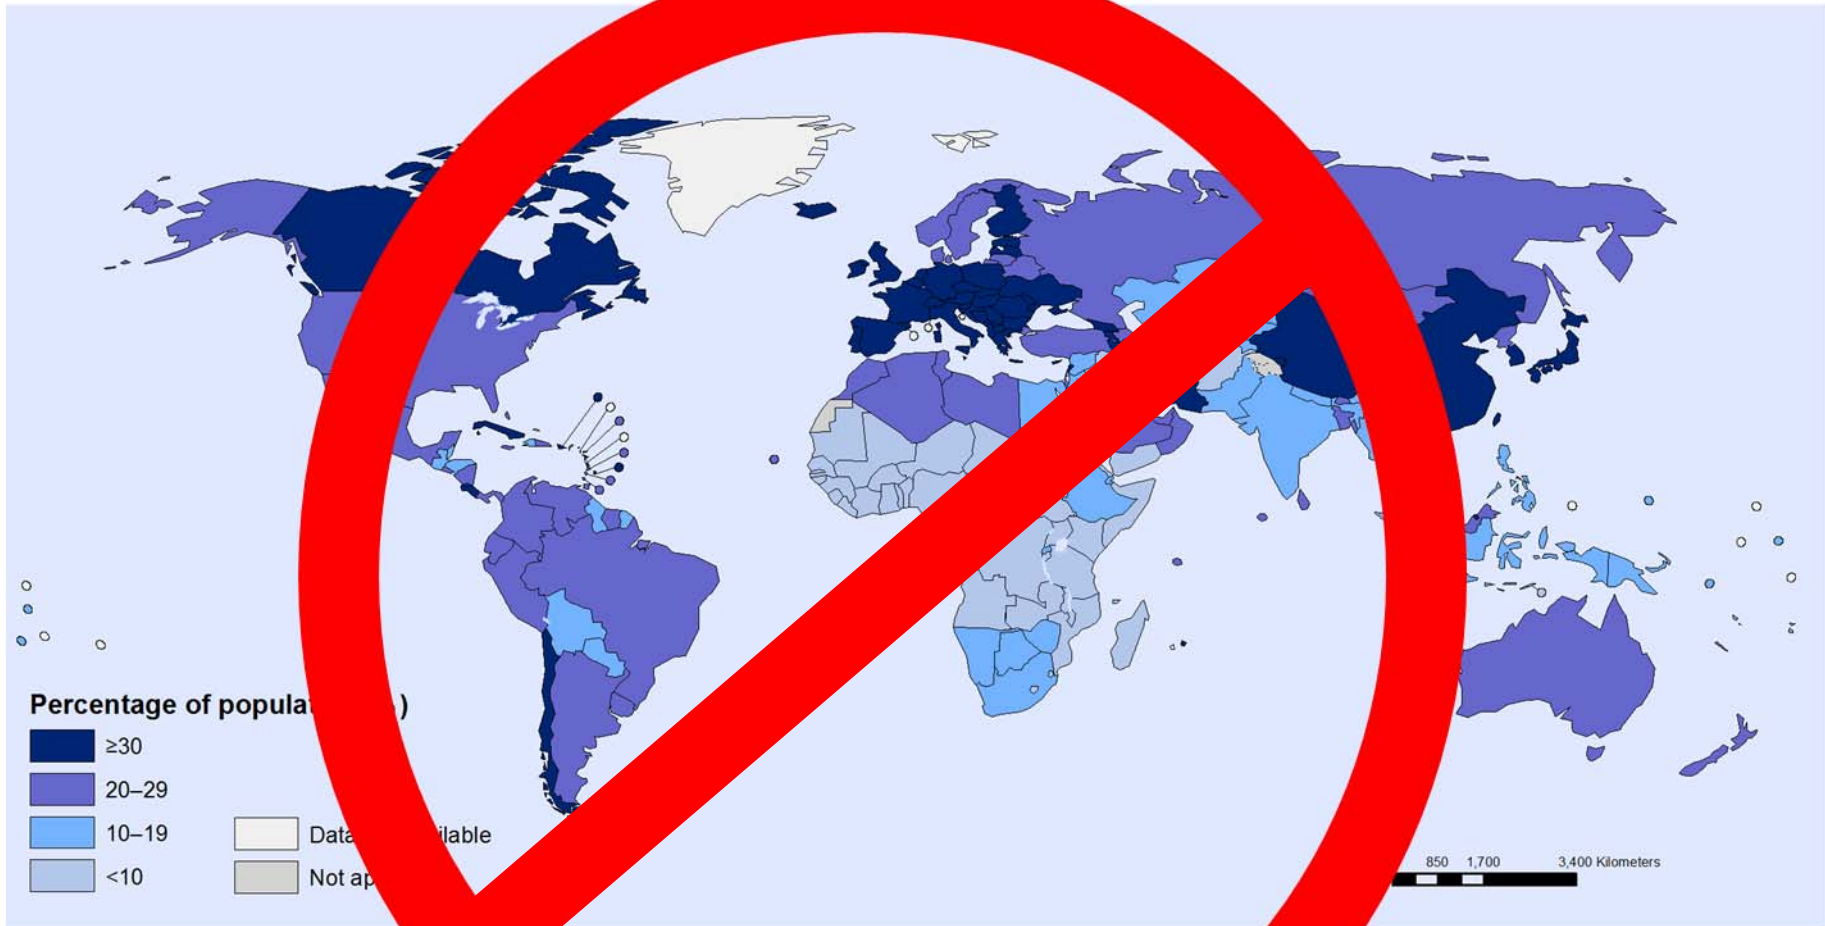 Percentage of popula )
≥30
20–29
10–19
<10
Data ilable
Not ap
850 1,700 3,400 Kilometers